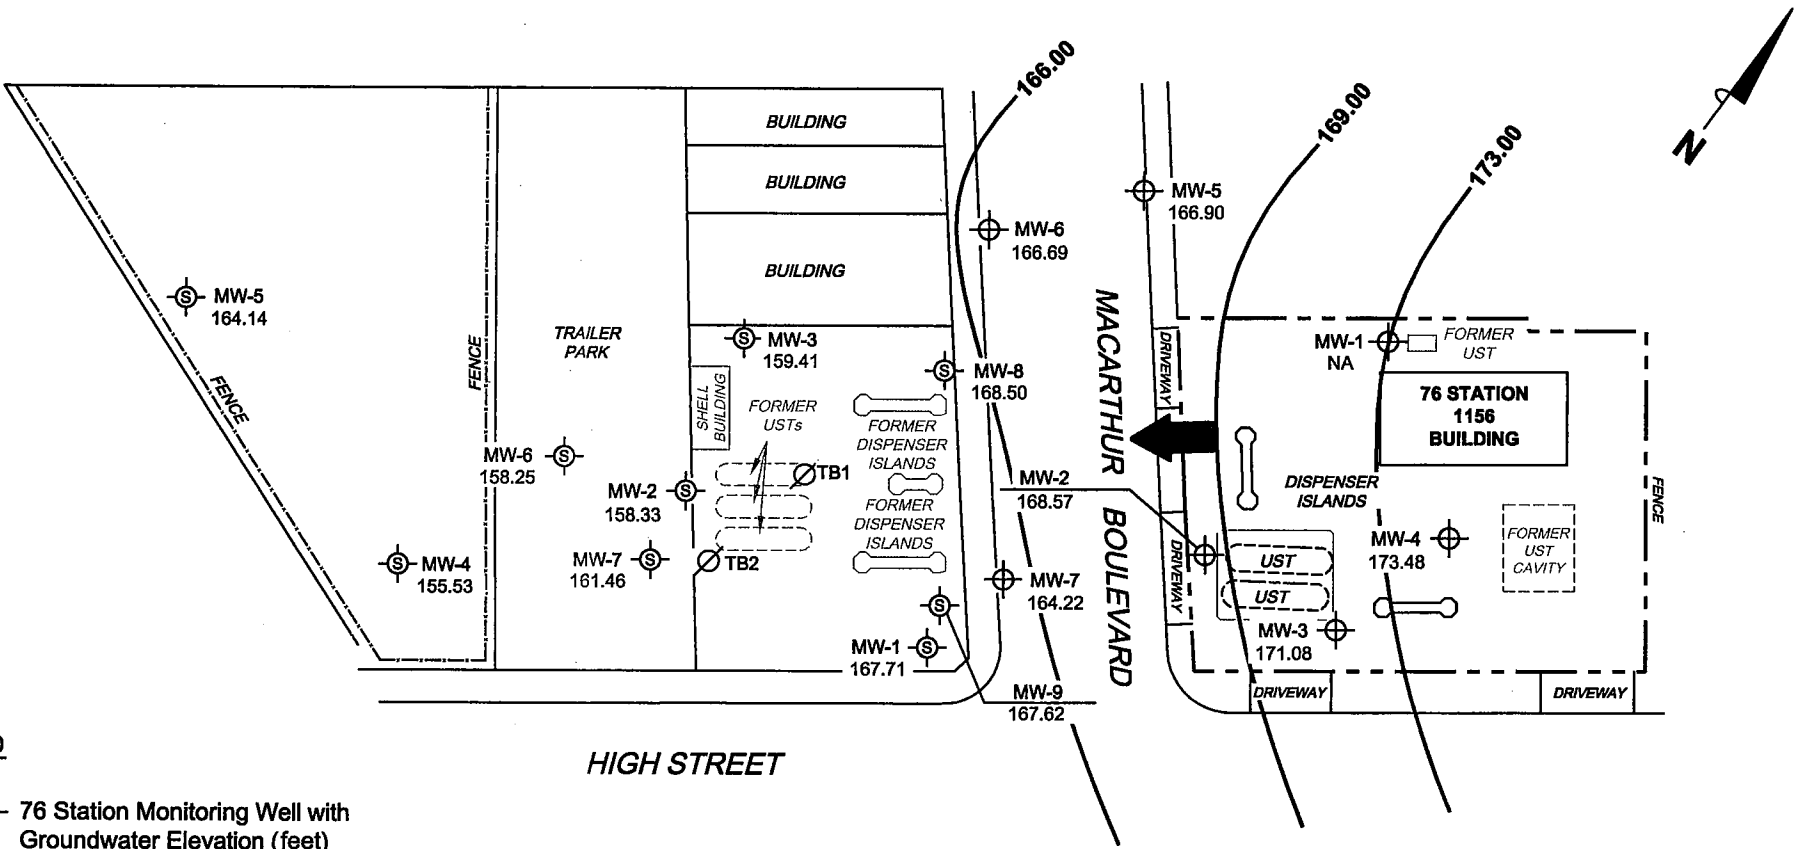 166.00
169.00
173.00
N
BUILDING
BUILDING
BUILDING
MW-5
166.90
MW-6
166.69
MW-5
164.14
TRAILER
PARK
FENCE
FENCE
MW-3
159.41
MW-8
168.50
MACARTHUR BOULEVARD
DRIVEWAY
MW-1
NA
FORMER
UST
76 STATION
1156
BUILDING
SHELL
BUILDING
FORMER
USTs
FORMER
DISPENSER
ISLANDS
MW-6
158.25
MW-2
158.33
TB1
MW-2
168.57
DISPENSER
ISLANDS
FENCE
FORMER
DISPENSER
ISLANDS
MW-4
155.53
MW-7
161.46
TB2
MW-7
164.22
DRIVEWAY
UST
UST
MW-4
173.48
FORMER
UST
CAVITY
MW-3
171.08
MW-1
167.71
MW-9
167.62
DRIVEWAY
DRIVEWAY
HIGH STREET
76 Station Monitoring Well with
Groundwater Elevation (feet)
S
S
S
S
S
S
S
S
S